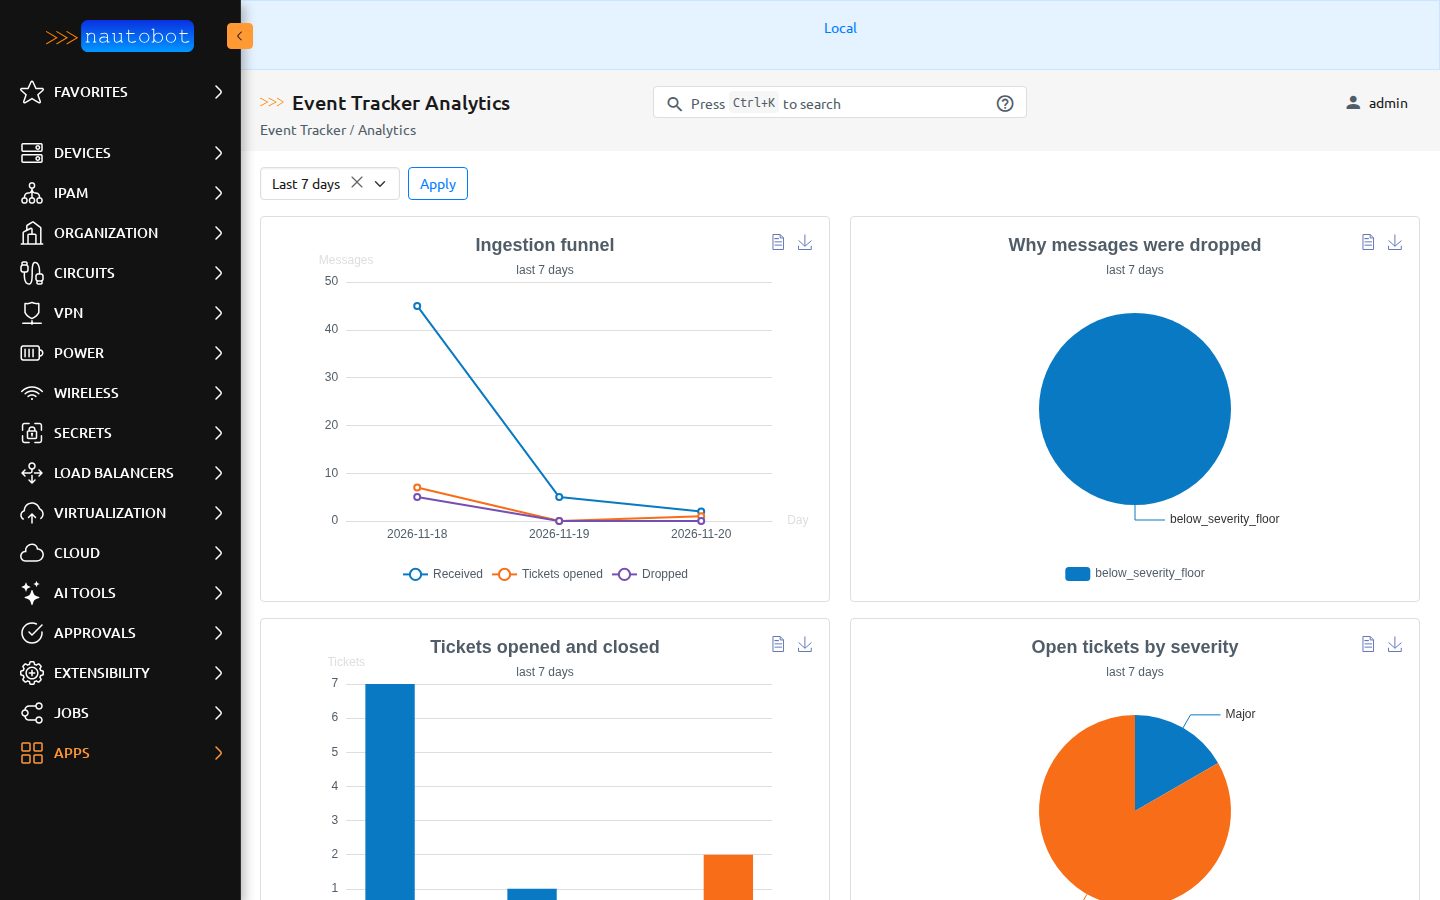 nautobot
FAVORITES
DEVICES
IPAM
ORGANIZATION
CIRCUITS
VPN
POWER
WIRELESS
SECRETS
LOAD BALANCERS
VIRTUALIZATION
CLOUD
AI TOOLS
APPROVALS
EXTENSIBILITY
JOBS
APPS
Local
Event Tracker Analytics
Press Ctrl+K to search
admin
Event Tracker / Analytics
Last 7 days
Apply
Ingestion funnel
last 7 days
Messages
50
40
30
20
10
0
Day
2026-11-18 2026-11-19 2026-11-20
Received Tickets opened Dropped
Why messages were dropped
last 7 days
below_severity_floor
below_severity_floor
Tickets opened and closed
last 7 days
Tickets
7
6
5
4
3
2
1
Open tickets by severity
last 7 days
Major